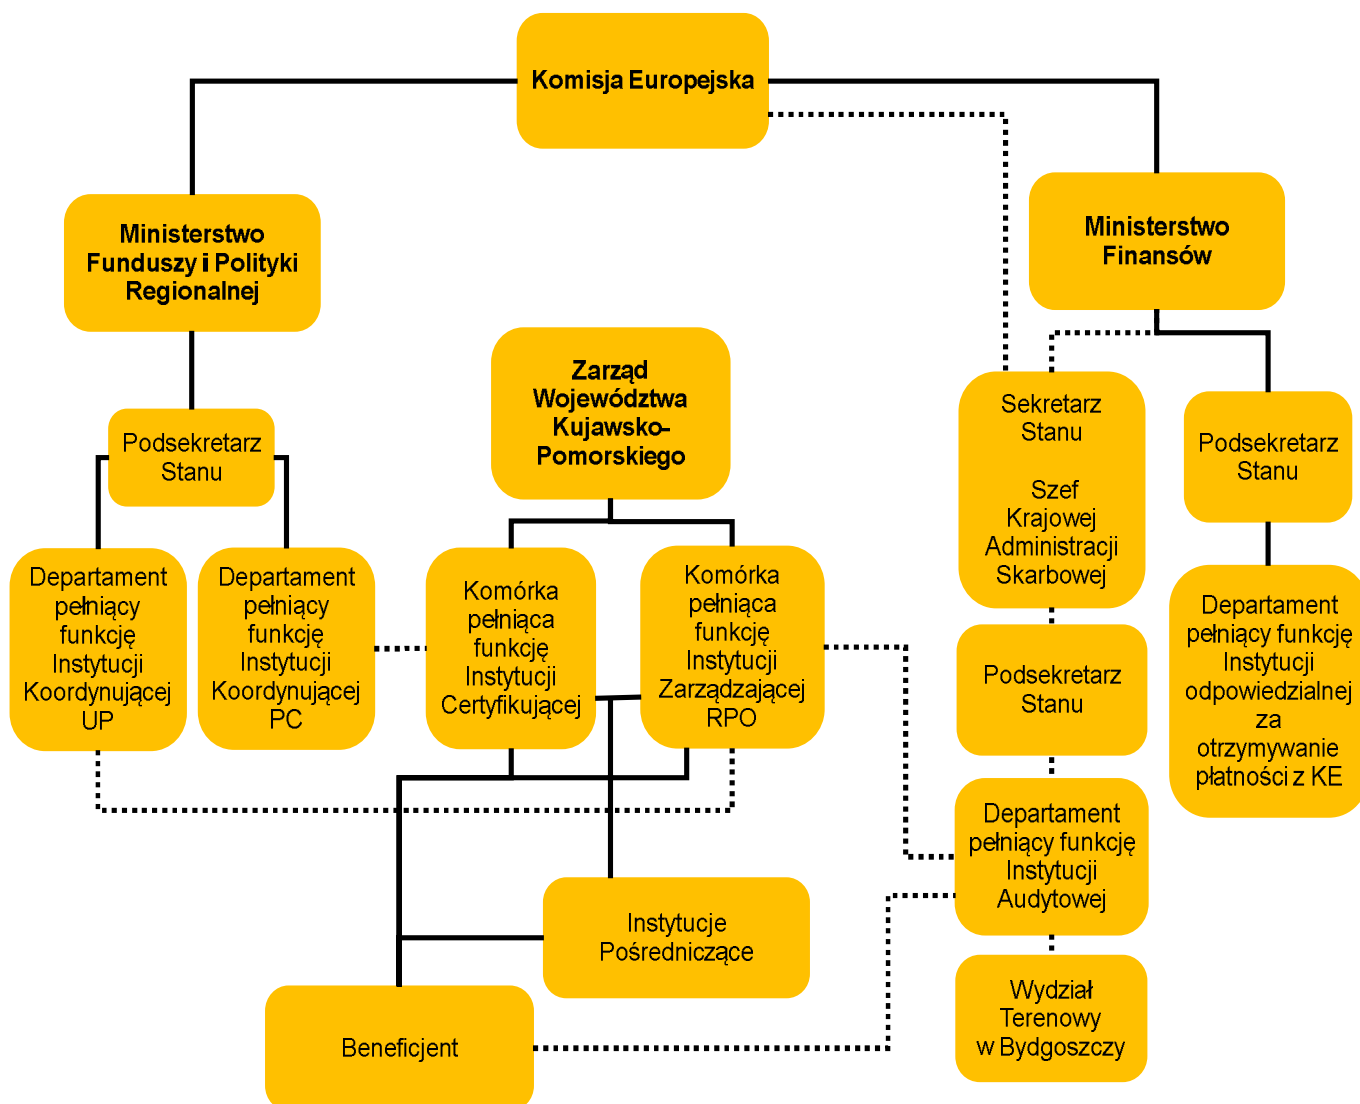 Komisja Europejska
Ministerstwo
Funduszy i Polityki
Regionalnej
Ministerstwo
Finansów
Zarząd
Województwa
Kujawsko-
Pomorskiego
Sekretarz
Stanu
Szef
Krajowej
Administracji
Skarbowej
Podsekretarz
Stanu
Podsekretarz
Stanu
Departament
pełniący
funkcję
Instytucji
Koordynującej
UP
Departament
pełniący
funkcję
Instytucji
Koordynującej
PC
Komórka
pełniąca
funkcję
Instytucji
Certyfikującej
Komórka
pełniąca
funkcję
Instytucji
Zarządzającej
RPO
Podsekretarz
Stanu
Departament
pełniący funkcję
Instytucji
odpowiedzialnej
za
otrzymywanie
płatności z KE
Departament
pełniący funkcję
Instytucji
Audytowej
Instytucje
Pośredniczące
Wydział
Terenowy
w Bydgoszczy
Beneficjent